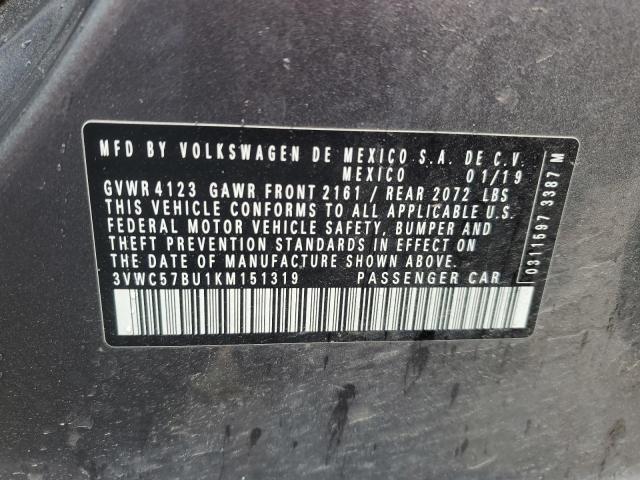 MFD BY VOLKSWAGEN DE MEXICO S.A. DE C.V.
MEXICO 01/19
GVWR 4123 GAWR FRONT 2161 / REAR 2072 LBS
THIS VEHICLE CONFORMS TO ALL APPLICABLE U.S.
FEDERAL MOTOR VEHICLE SAFETY, BUMPER AND
THEFT PREVENTION STANDARDS IN EFFECT ON
THE DATE OF MANUFACTURE SHOWN ABOVE.
3VWC57BU1KM151319 PASSENGER CAR
0311697 3387 M